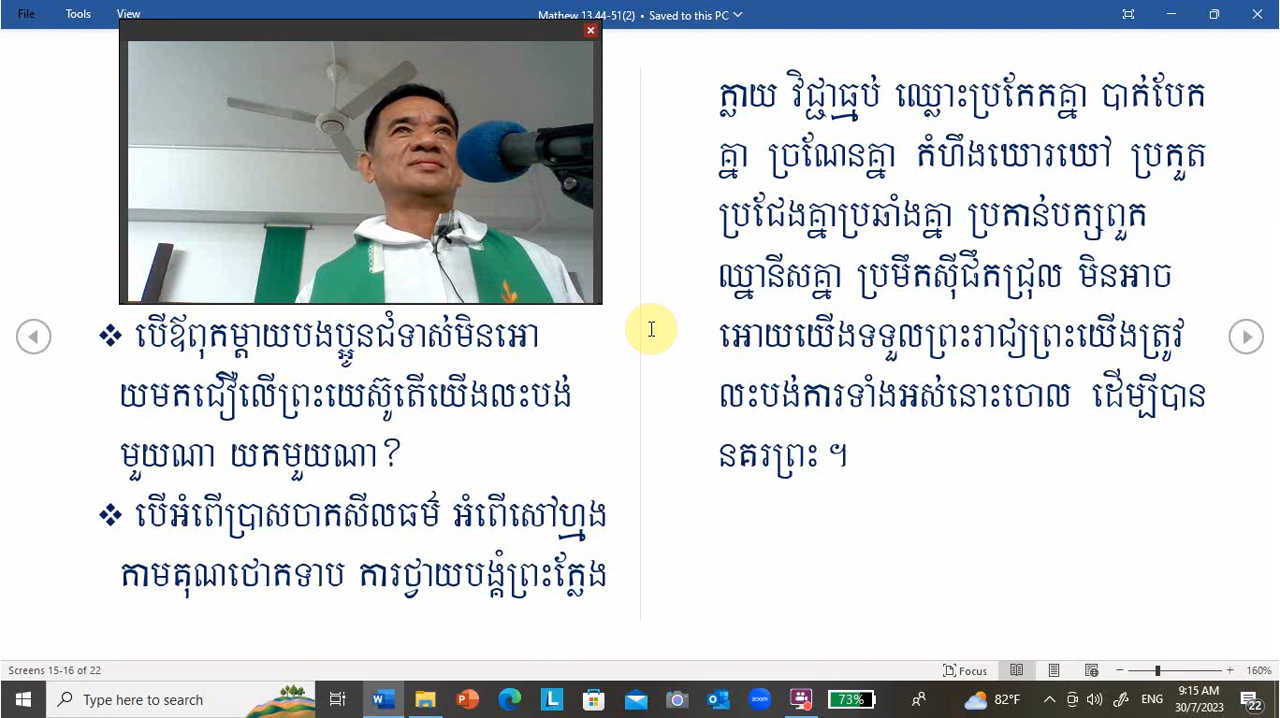 File Tools View
Mathew 13.44-51(2) • Saved to this PC
❖ បើឪពុកម្តាយបងប្អូនជំទាស់មិនអោ
យមកជឿលើព្រះយេស៊ូតើយើងលះបង់
មួយណា យកមួយណា?
❖ បើអំពើប្រាសចាកសីលធម៌ អំពើសៅហ្មង
កាមគុណថោកទាប ការថ្វាយបង្គំព្រះក្លែង
ក្លាយ វិជ្ជាធ្មប់ ឈ្លោះប្រកែកគ្នា បាក់បែក
គ្នា ច្រណែនគ្នា កំហឹងឃោរឃៅ ប្រកួត
ប្រជែងគ្នាប្រឆាំងគ្នា ប្រកាន់បក្សពួក
ឈ្នានីសគ្នា ប្រមឹកស៊ីផឹកជ្រុល មិនអាច
អោយយើងទទួលព្រះរាជ្យព្រះយើងត្រូវ
លះបង់ការទាំងអស់នោះចោល ដើម្បីបាន
នគរព្រះ ។
Screens 15-16 of 22
Focus
160%
Type here to search
73%
82°F
ENG
9:15 AM
30/7/2023
22